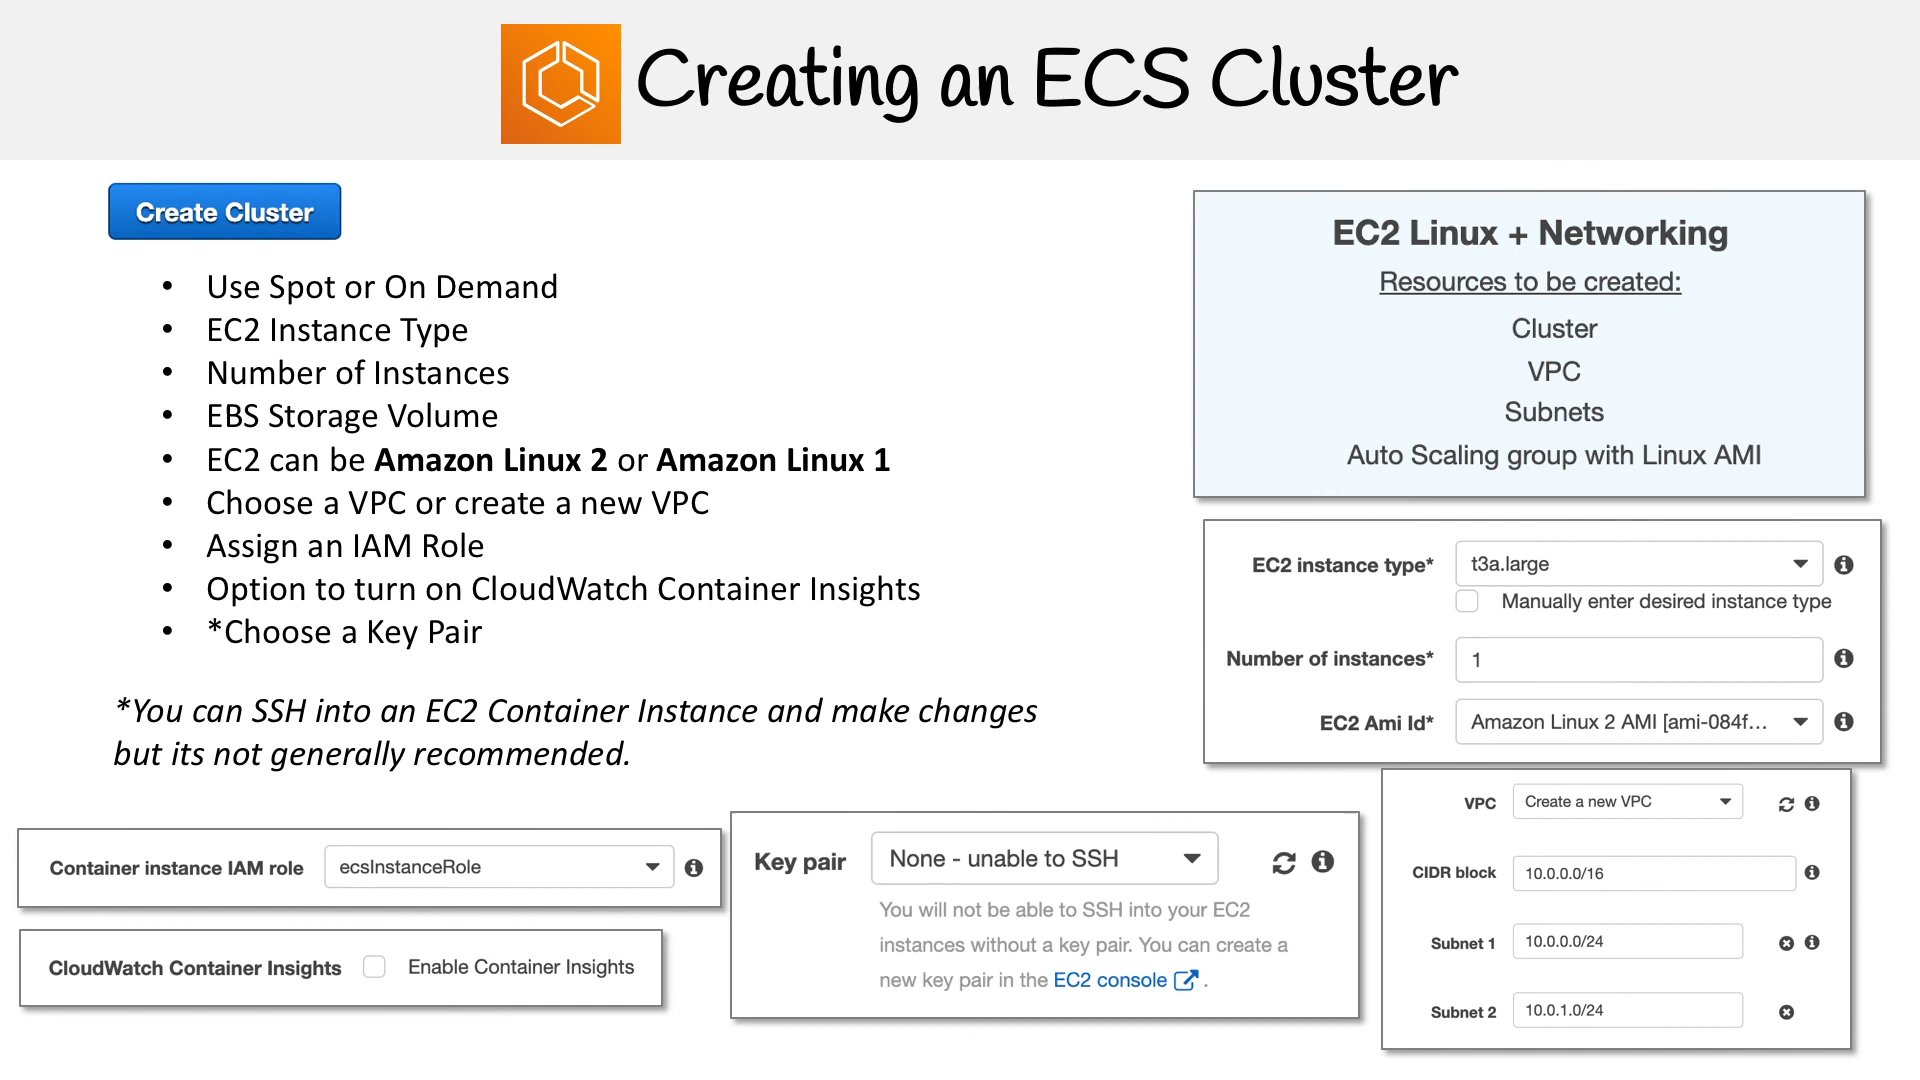 Creating an ECS Cluster
Create Cluster
• Use Spot or On Demand
• EC2 Instance Type
• Number of Instances
• EBS Storage Volume
• EC2 can be Amazon Linux 2 or Amazon Linux 1
• Choose a VPC or create a new VPC
• Assign an IAM Role
• Option to turn on CloudWatch Container Insights
• *Choose a Key Pair
*You can SSH into an EC2 Container Instance and make changes
but its not generally recommended.
EC2 Linux + Networking
Resources to be created:
Cluster
VPC
Subnets
Auto Scaling group with Linux AMI
EC2 instance type* t3a.large
Manually enter desired instance type
Number of instances* 1
EC2 Ami Id* Amazon Linux 2 AMI [ami-084f...
Container instance IAM role ecsInstanceRole
CloudWatch Container Insights Enable Container Insights
Key pair None - unable to SSH
You will not be able to SSH into your EC2
instances without a key pair. You can create a
new key pair in the EC2 console .
VPC Create a new VPC
CIDR block 10.0.0.0/16
Subnet 1 10.0.0.0/24
Subnet 2 10.0.1.0/24